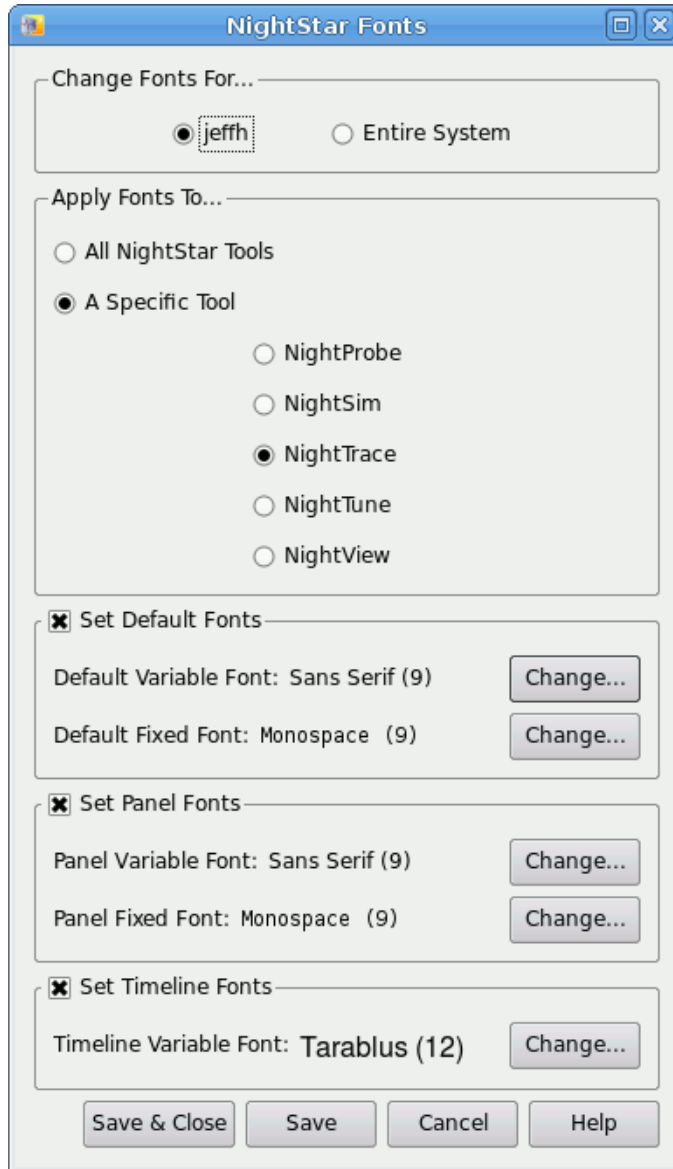 NightStar Fonts
Change Fonts For...
jeffh Entire System
Apply Fonts To...
All NightStar Tools
A Specific Tool
NightProbe
NightSim
NightTrace
NightTune
NightView
Set Default Fonts
Default Variable Font: Sans Serif (9) Change...
Default Fixed Font: Monospace (9) Change...
Set Panel Fonts
Panel Variable Font: Sans Serif (9) Change...
Panel Fixed Font: Monospace (9) Change...
Set Timeline Fonts
Timeline Variable Font: Tarablus (12) Change...
Save & Close Save Cancel Help